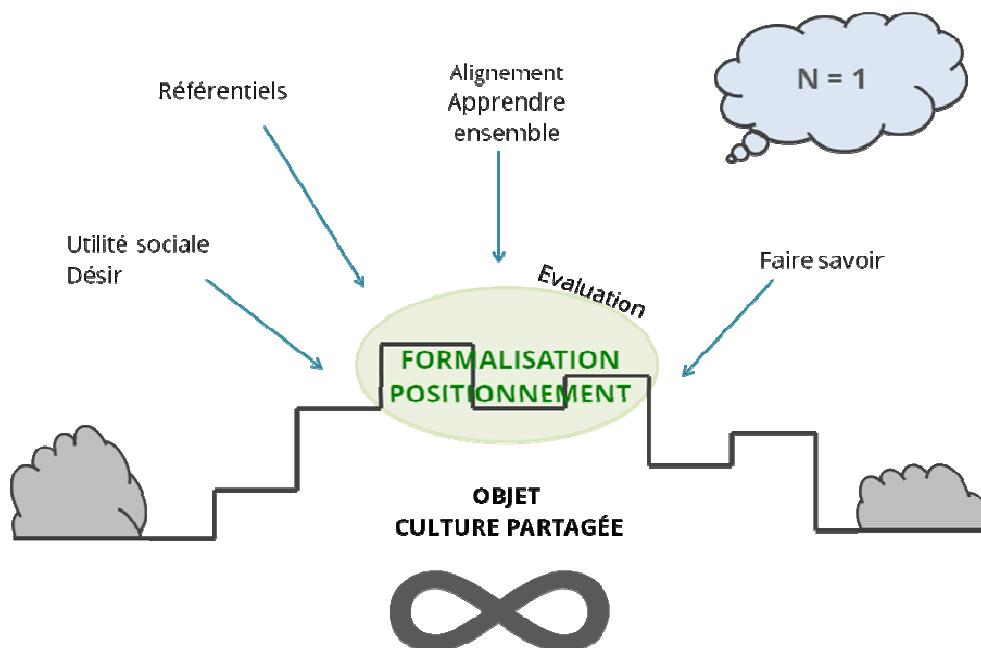 Référentiels
Alignement
Apprendre
ensemble
N = 1
Utilité sociale
Désir
Faire savoir
Evaluation
FORMALISATION
POSITIONNEMENT
OBJET
CULTURE PARTAGÉE